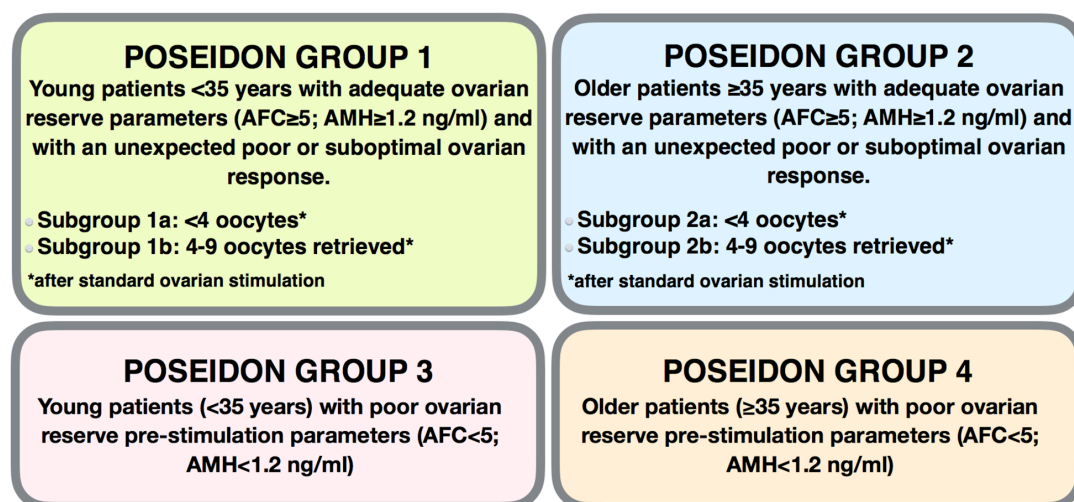 POSEIDON GROUP 1
Young patients <35 years with adequate ovarian
reserve parameters (AFC≥5; AMH≥1.2 ng/ml) and
with an unexpected poor or suboptimal ovarian
response.
Subgroup 1a: <4 oocytes*
Subgroup 1b: 4-9 oocytes retrieved*
*after standard ovarian stimulation
POSEIDON GROUP 2
Older patients ≥35 years with adequate ovarian
reserve parameters (AFC≥5; AMH≥1.2 ng/ml) and
with an unexpected poor or suboptimal ovarian
response.
Subgroup 2a: <4 oocytes*
Subgroup 2b: 4-9 oocytes retrieved*
*after standard ovarian stimulation
POSEIDON GROUP 3
Young patients (<35 years) with poor ovarian
reserve pre-stimulation parameters (AFC<5;
AMH<1.2 ng/ml)
POSEIDON GROUP 4
Older patients (≥35 years) with poor ovarian
reserve pre-stimulation parameters (AFC<5;
AMH<1.2 ng/ml)